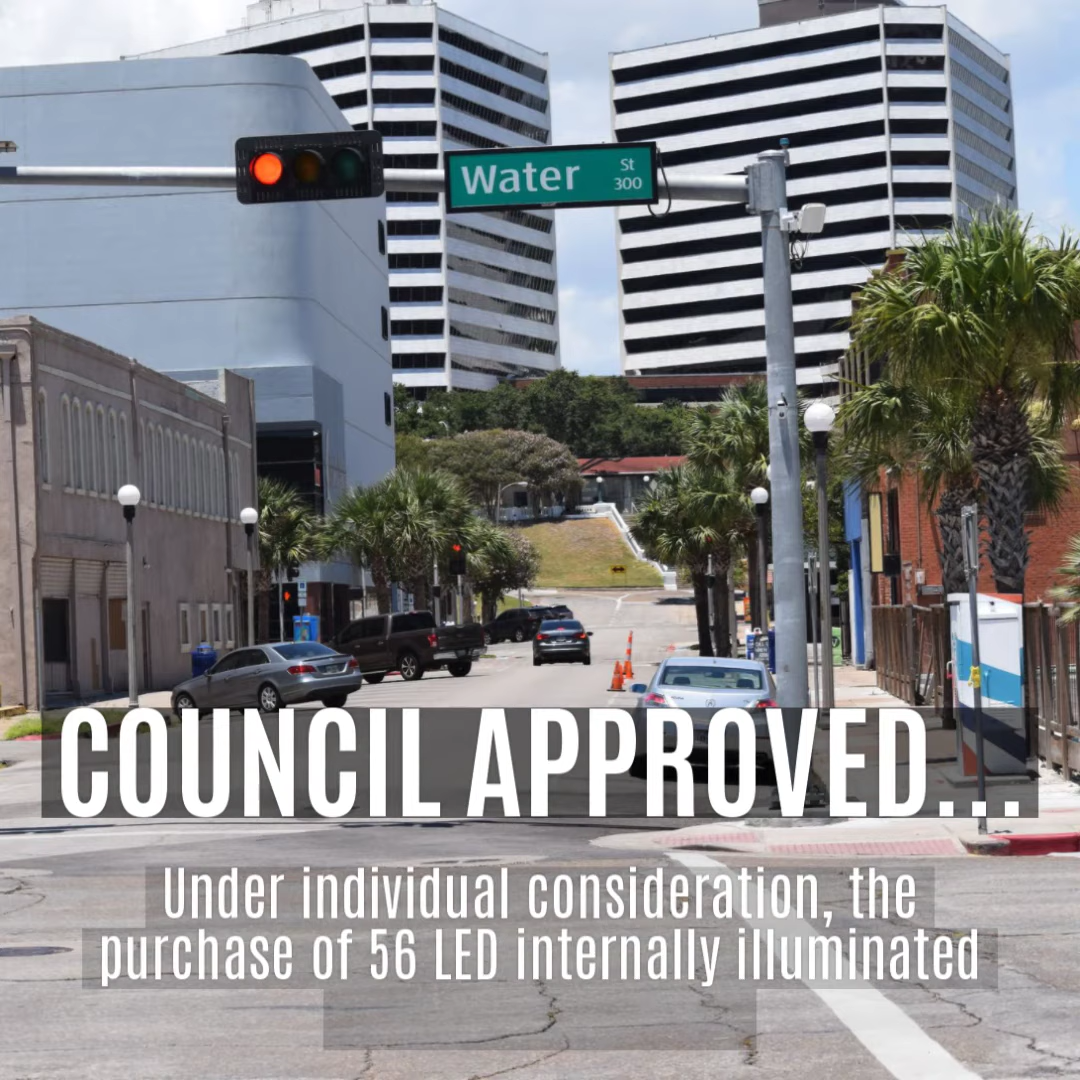 Water St
300
COUNCIL APPROVED...
Under individual consideration, the
purchase of 56 LED internally illuminated